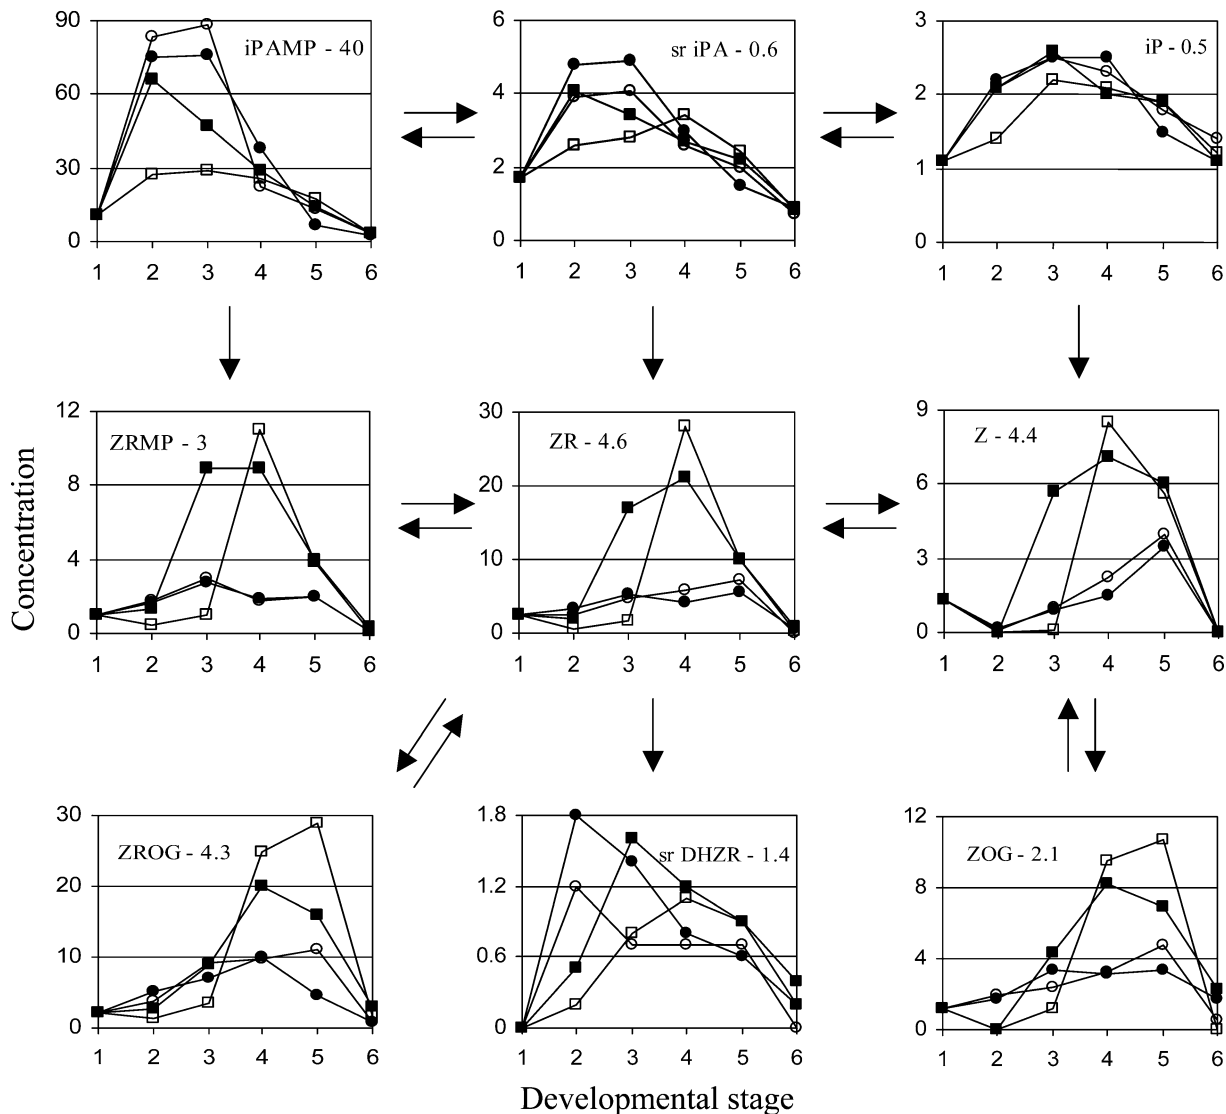 90
60
30
0
iPAMP - 40
1 2 3 4 5 6
6
4
2
0
sr iPA - 0.6
1 2 3 4 5 6
3
2
1
0
iP - 0.5
1 2 3 4 5 6
Concentration
12
8
4
0
ZRMP - 3
1 2 3 4 5 6
30
20
10
0
ZR - 4.6
1 2 3 4 5 6
9
6
3
0
Z - 4.4
1 2 3 4 5 6
30
20
10
0
ZROG - 4.3
1 2 3 4 5 6
1.8
1.2
0.6
0
sr DHZR - 1.4
1 2 3 4 5 6
12
8
4
0
ZOG - 2.1
1 2 3 4 5 6
Developmental stage